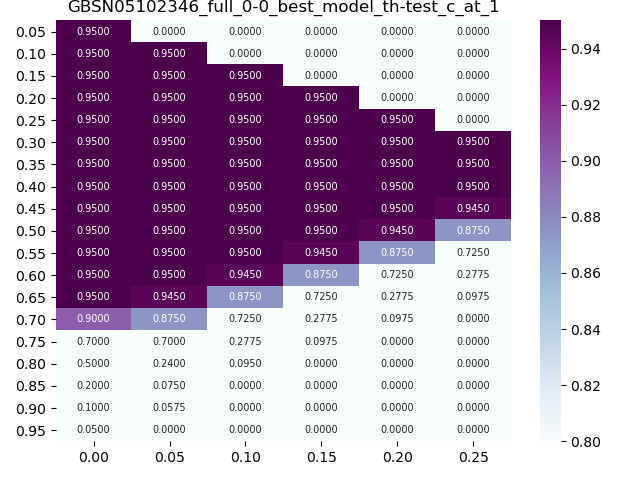 GBSN05102346_full_0-0_best_model_th-test_c_at_1
0.05 0.9500 0.0000 0.0000 0.0000 0.0000 0.0000
0.10 0.9500 0.9500 0.0000 0.0000 0.0000 0.0000
0.15 0.9500 0.9500 0.9500 0.0000 0.0000 0.0000
0.20 0.9500 0.9500 0.9500 0.9500 0.0000 0.0000
0.25 0.9500 0.9500 0.9500 0.9500 0.9500 0.0000
0.30 0.9500 0.9500 0.9500 0.9500 0.9500 0.9500
0.35 0.9500 0.9500 0.9500 0.9500 0.9500 0.9500
0.40 0.9500 0.9500 0.9500 0.9500 0.9500 0.9500
0.45 0.9500 0.9500 0.9500 0.9500 0.9500 0.9450
0.50 0.9500 0.9500 0.9500 0.9500 0.9450 0.8750
0.55 0.9500 0.9500 0.9500 0.9450 0.8750 0.7250
0.60 0.9500 0.9500 0.9450 0.8750 0.7250 0.2775
0.65 0.9500 0.9450 0.8750 0.7250 0.2775 0.0975
0.70 0.9000 0.8750 0.7250 0.2775 0.0975 0.0000
0.75 0.7000 0.7000 0.2775 0.0975 0.0000 0.0000
0.80 0.5000 0.2400 0.0950 0.0000 0.0000 0.0000
0.85 0.2000 0.0750 0.0000 0.0000 0.0000 0.0000
0.90 0.1000 0.0575 0.0000 0.0000 0.0000 0.0000
0.95 0.0500 0.0000 0.0000 0.0000 0.0000 0.0000
0.00 0.05 0.10 0.15 0.20 0.25
0.94
0.92
0.90
0.88
0.86
0.84
0.82
0.80